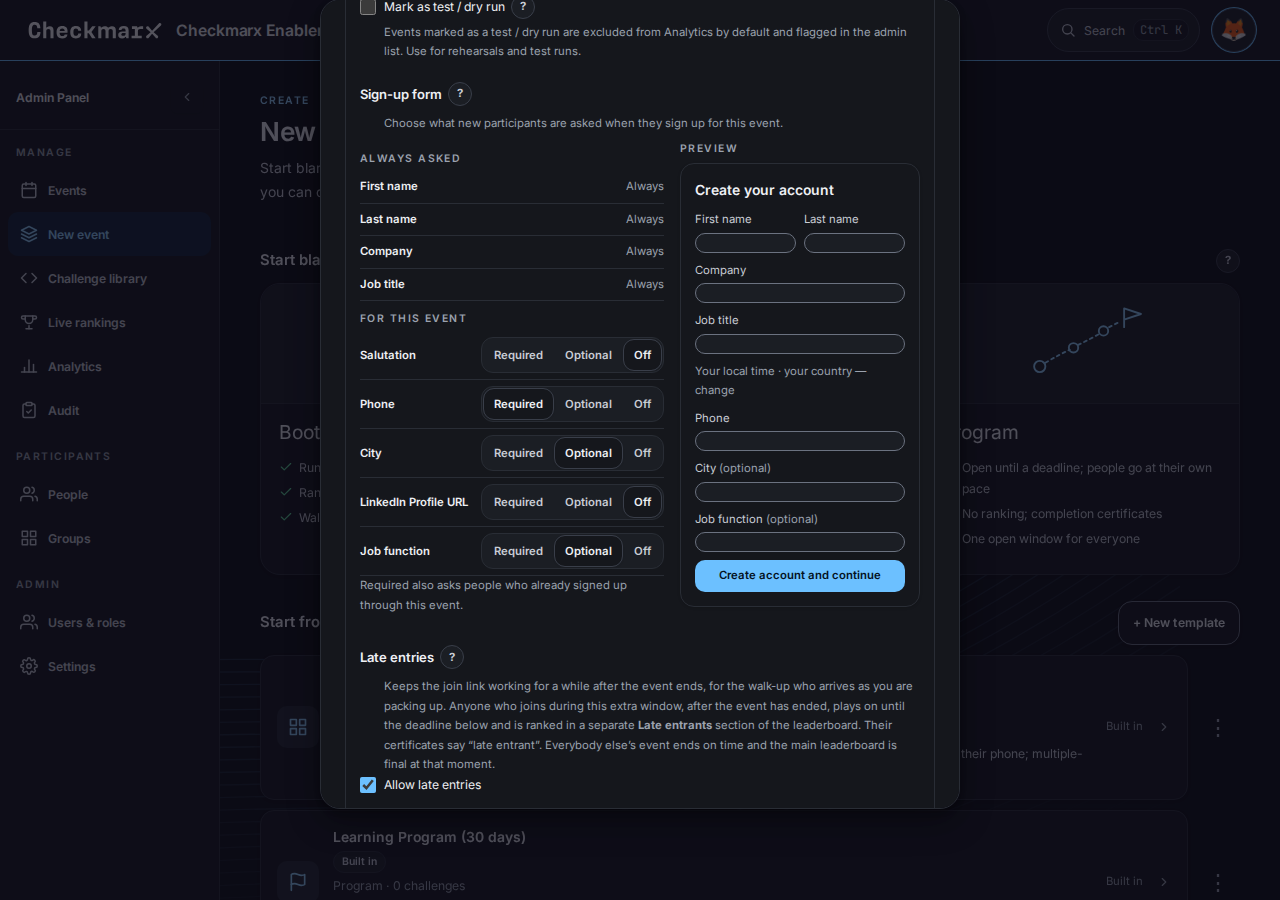 Checkmarx
Checkmarx Enabler
Search
Ctrl K
Admin Panel
MANAGE
Events
New event
Challenge library
Live rankings
Analytics
Audit
PARTICIPANTS
People
Groups
ADMIN
Users & roles
Settings
CREATE
New
Start blan
you can c
Start bla
?
Boot
Run
Ran
Wal
rogram
Open until a deadline; people go at their own
pace
No ranking; completion certificates
One open window for everyone
Start fro
+ New template
Built in
their phone; multiple-
Learning Program (30 days)
Built in
Program · 0 challenges
Built in
Mark as test / dry run
?
Events marked as a test / dry run are excluded from Analytics by default and flagged in the admin
list. Use for rehearsals and test runs.
Sign-up form
?
Choose what new participants are asked when they sign up for this event.
ALWAYS ASKED
First name Always
Last name Always
Company Always
Job title Always
FOR THIS EVENT
Salutation Required Optional Off
Phone Required Optional Off
City Required Optional Off
LinkedIn Profile URL Required Optional Off
Job function Required Optional Off
Required also asks people who already signed up
through this event.
PREVIEW
Create your account
First name Last name
Company
Job title
Your local time · your country —
change
Phone
City (optional)
Job function (optional)
Create account and continue
Late entries
?
Keeps the join link working for a while after the event ends, for the walk-up who arrives as you are
packing up. Anyone who joins during this extra window, after the event has ended, plays on until
the deadline below and is ranked in a separate Late entrants section of the leaderboard. Their
certificates say “late entrant”. Everybody else’s event ends on time and the main leaderboard is
final at that moment.
Allow late entries